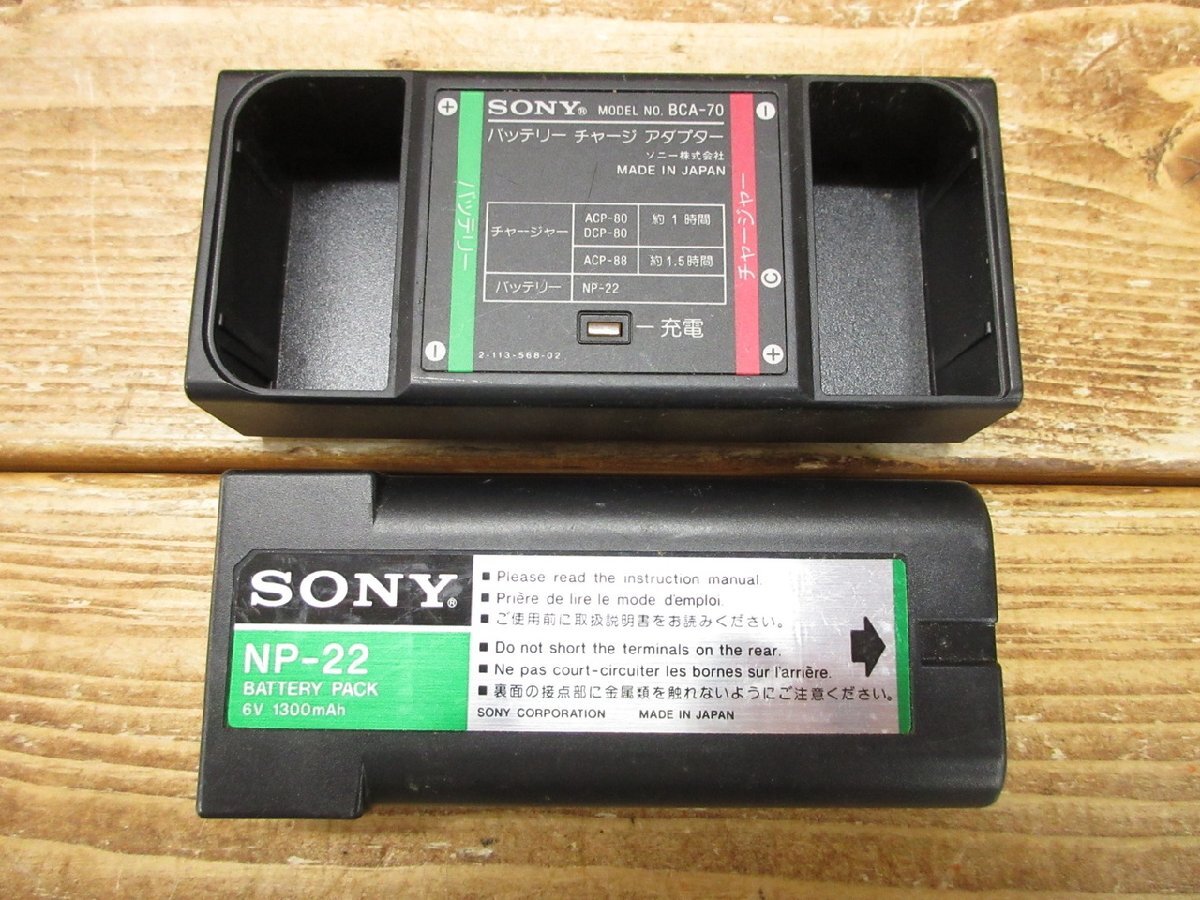 SONY® MODEL NO. BCA-70
バッテリー チャージ アダプター
ソニー株式会社
MADE IN JAPAN
バッテリー
チャージャー
チャージャー ACP-80 DCP-80 約1時間
ACP-88 約1.5時間
バッテリー NP-22
充電
2-113-568-02
C
SONY®
NP-22
BATTERY PACK
6V 1300mAh
■ Please read the instruction manual.
■ Prière de lire le mode d'emploi.
■ ご使用前に取扱説明書をお読みください。
■ Do not short the terminals on the rear.
■ Ne pas court-circuiter les bornes sur l'arrière.
■ 裏面の接点部に金属類を触れないようにご注意ください。
SONY CORPORATION MADE IN JAPAN